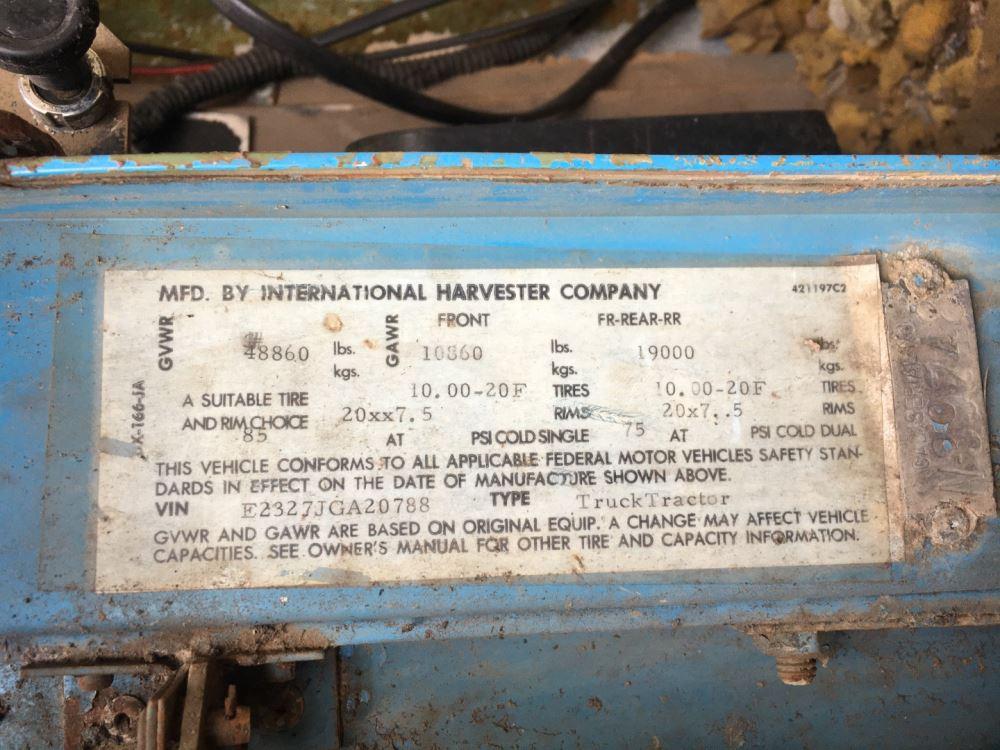 MFD. BY INTERNATIONAL HARVESTER COMPANY 421197C2
GVWR 48860 lbs. kgs. GAWR FRONT 10860 lbs. kgs. FR-REAR-RR 19000 lbs. kgs.
A SUITABLE TIRE 10.00-20F TIRES 10.00-20F TIRES
AND RIM CHOICE 20xx7.5 RIMS 20x7..5 RIMS
85 AT PSI COLD SINGLE 75 AT PSI COLD DUAL
THIS VEHICLE CONFORMS TO ALL APPLICABLE FEDERAL MOTOR VEHICLES SAFETY STAN-
DARDS IN EFFECT ON THE DATE OF MANUFACTURE SHOWN ABOVE.
VIN E2327JGA20788 TYPE TruckTractor
GVWR AND GAWR ARE BASED ON ORIGINAL EQUIP. A CHANGE MAY AFFECT VEHICLE
CAPACITIES. SEE OWNER'S MANUAL FOR OTHER TIRE AND CAPACITY INFORMATION.